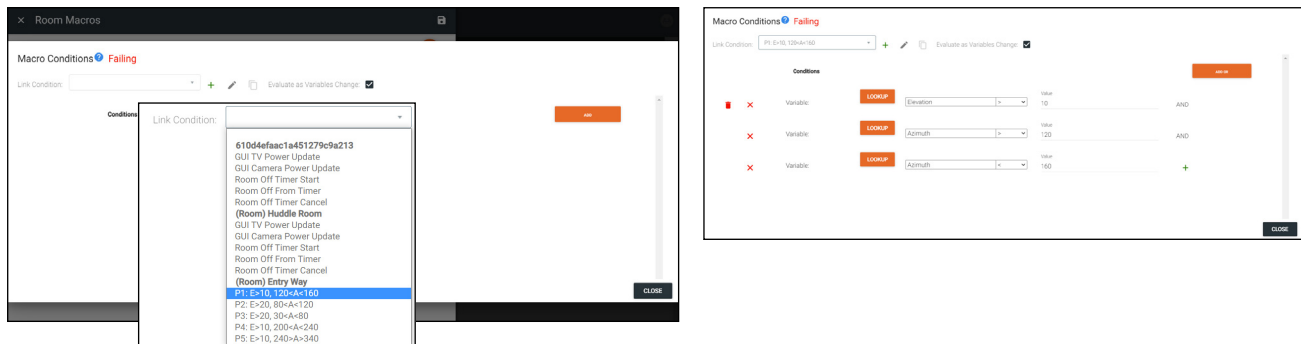 × Room Macros
Macro Conditions Failing
Link Condition:
Evaluate as Variables Change:
Conditions
ADD
Link Condition:
610d4efaac1a451279c9a213
GUI TV Power Update
GUI Camera Power Update
Room Off Timer Start
Room Off From Timer
Room Off Timer Cancel
(Room) Huddle Room
GUI TV Power Update
GUI Camera Power Update
Room Off Timer Start
Room Off From Timer
Room Off Timer Cancel
(Room) Entry Way
P1: E>10, 120<A<160
P2: E>20, 80<A<120
P3: E>20, 30<A<80
P4: E>10, 200<A<240
P5: E>10, 240>A>340
CLOSE
Macro Conditions Failing
Link Condition: P1: E>10, 120<A<160 Evaluate as Variables Change:
Conditions
ADD OR
Variable: LOOKUP Elevation > Value 10 AND
Variable: LOOKUP Azimuth > Value 120 AND
Variable: LOOKUP Azimuth < Value 160 +
CLOSE